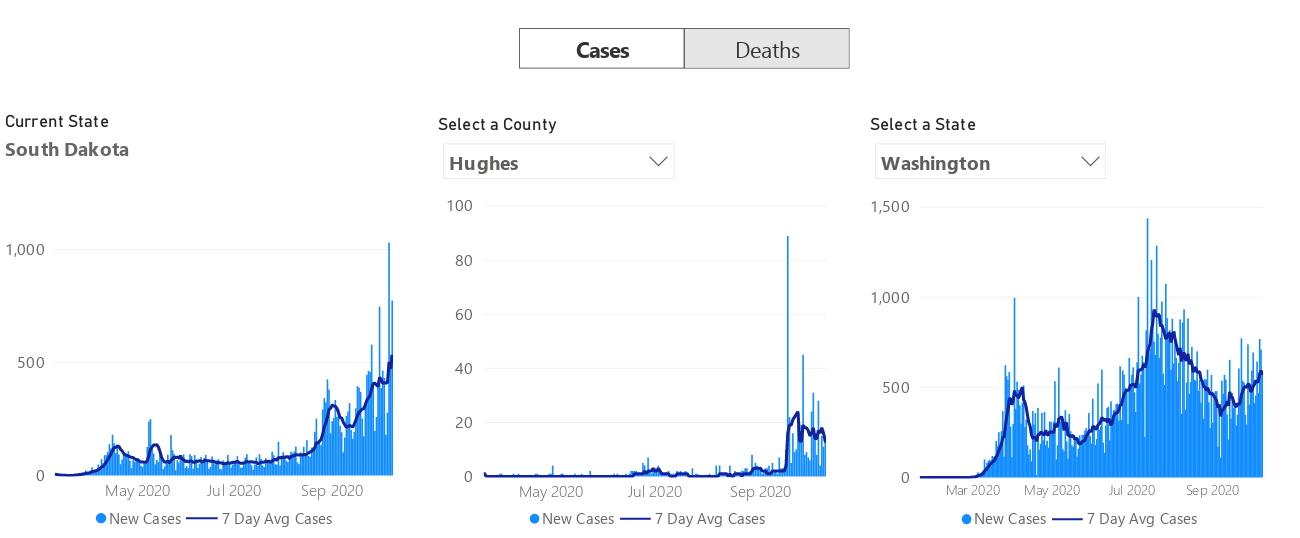 Cases Deaths
Current State
South Dakota
1,000
500
0
May 2020 Jul 2020 Sep 2020
New Cases 7 Day Avg Cases
Select a County
Hughes
100
80
60
40
20
0
May 2020 Jul 2020 Sep 2020
New Cases 7 Day Avg Cases
Select a State
Washington
1,500
1,000
500
0
Mar 2020 May 2020 Jul 2020 Sep 2020
New Cases 7 Day Avg Cases